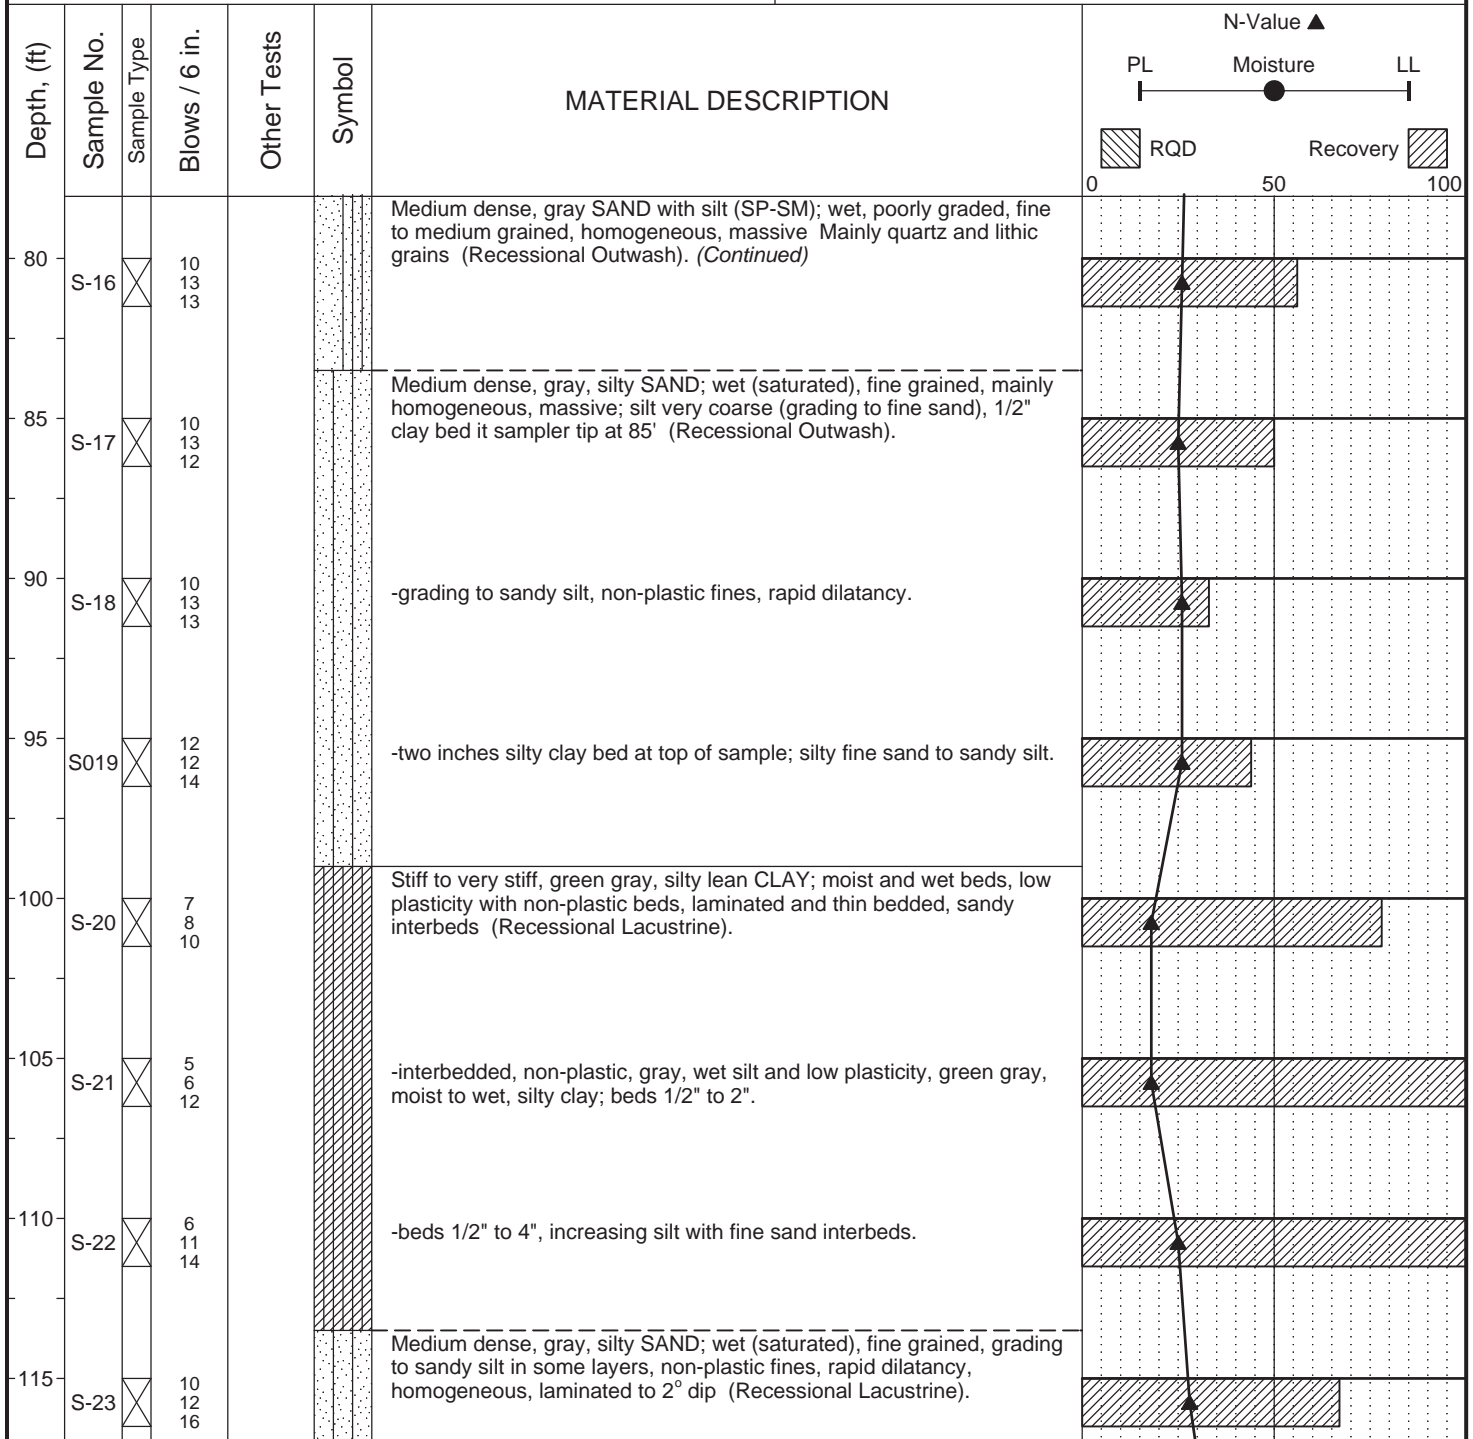 Depth, (ft)
Sample No.
Sample Type
Blows / 6 in.
Other Tests
Symbol
MATERIAL DESCRIPTION
N-Value
PL Moisture LL
RQD Recovery
0 50 100
Medium dense, gray SAND with silt (SP-SM); wet, poorly graded, fine
to medium grained, homogeneous, massive Mainly quartz and lithic
grains (Recessional Outwash). (Continued)
80
S-16
10
13
13
Medium dense, gray, silty SAND; wet (saturated), fine grained, mainly
homogeneous, massive; silt very coarse (grading to fine sand), 1/2"
clay bed it sampler tip at 85' (Recessional Outwash).
85
S-17
10
13
12
90
S-18
10
13
13
-grading to sandy silt, non-plastic fines, rapid dilatancy.
95
S019
12
12
14
-two inches silty clay bed at top of sample; silty fine sand to sandy silt.
Stiff to very stiff, green gray, silty lean CLAY; moist and wet beds, low
plasticity with non-plastic beds, laminated and thin bedded, sandy
interbeds (Recessional Lacustrine).
100
S-20
7
8
10
105
S-21
5
6
12
-interbedded, non-plastic, gray, wet silt and low plasticity, green gray,
moist to wet, silty clay; beds 1/2" to 2".
110
S-22
6
11
14
-beds 1/2" to 4", increasing silt with fine sand interbeds.
Medium dense, gray, silty SAND; wet (saturated), fine grained, grading
to sandy silt in some layers, non-plastic fines, rapid dilatancy,
homogeneous, laminated to 2° dip (Recessional Lacustrine).
115
S-23
10
12
16